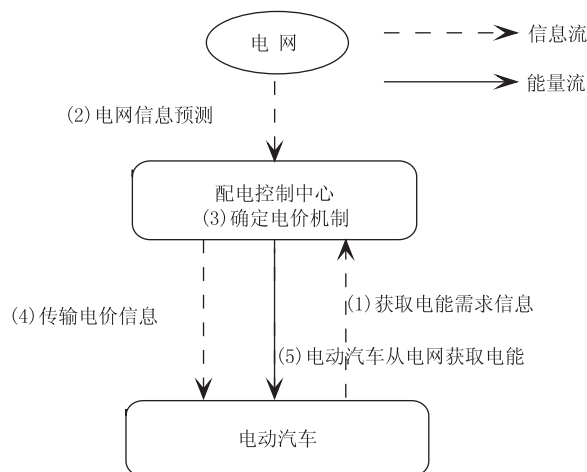 电 网
信息流
能量流
(2)电网信息预测
配电控制中心
(3)确定电价机制
(4)传输电价信息
(1)获取电能需求信息
(5)电动汽车从电网获取电能
电动汽车